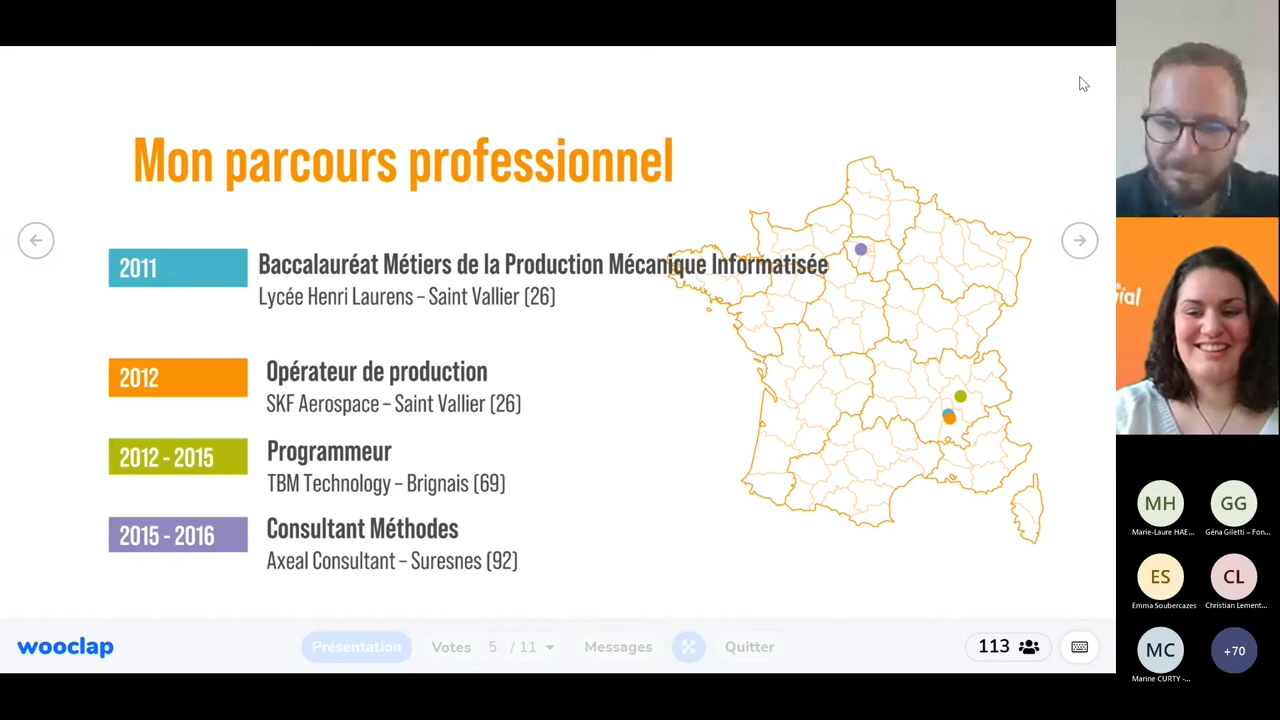 Mon parcours professionnel
2011
Baccalauréat Métiers de la Production Mécanique Informatisée
Lycée Henri Laurens – Saint Vallier (26)
2012
Opérateur de production
SKF Aerospace – Saint Vallier (26)
2012 - 2015
Programmeur
TBM Technology – Brignais (69)
2015 - 2016
Consultant Méthodes
Axeal Consultant – Suresnes (92)
wooclap
Présentation
Votes
5 / 11
Messages
Quitter
113
MH
Marie-Laure HAE...
GG
Géna Giletti – Fon...
ES
Emma Soubercazes
CL
Christian Lement...
MC
Marine CURTY -...
+70